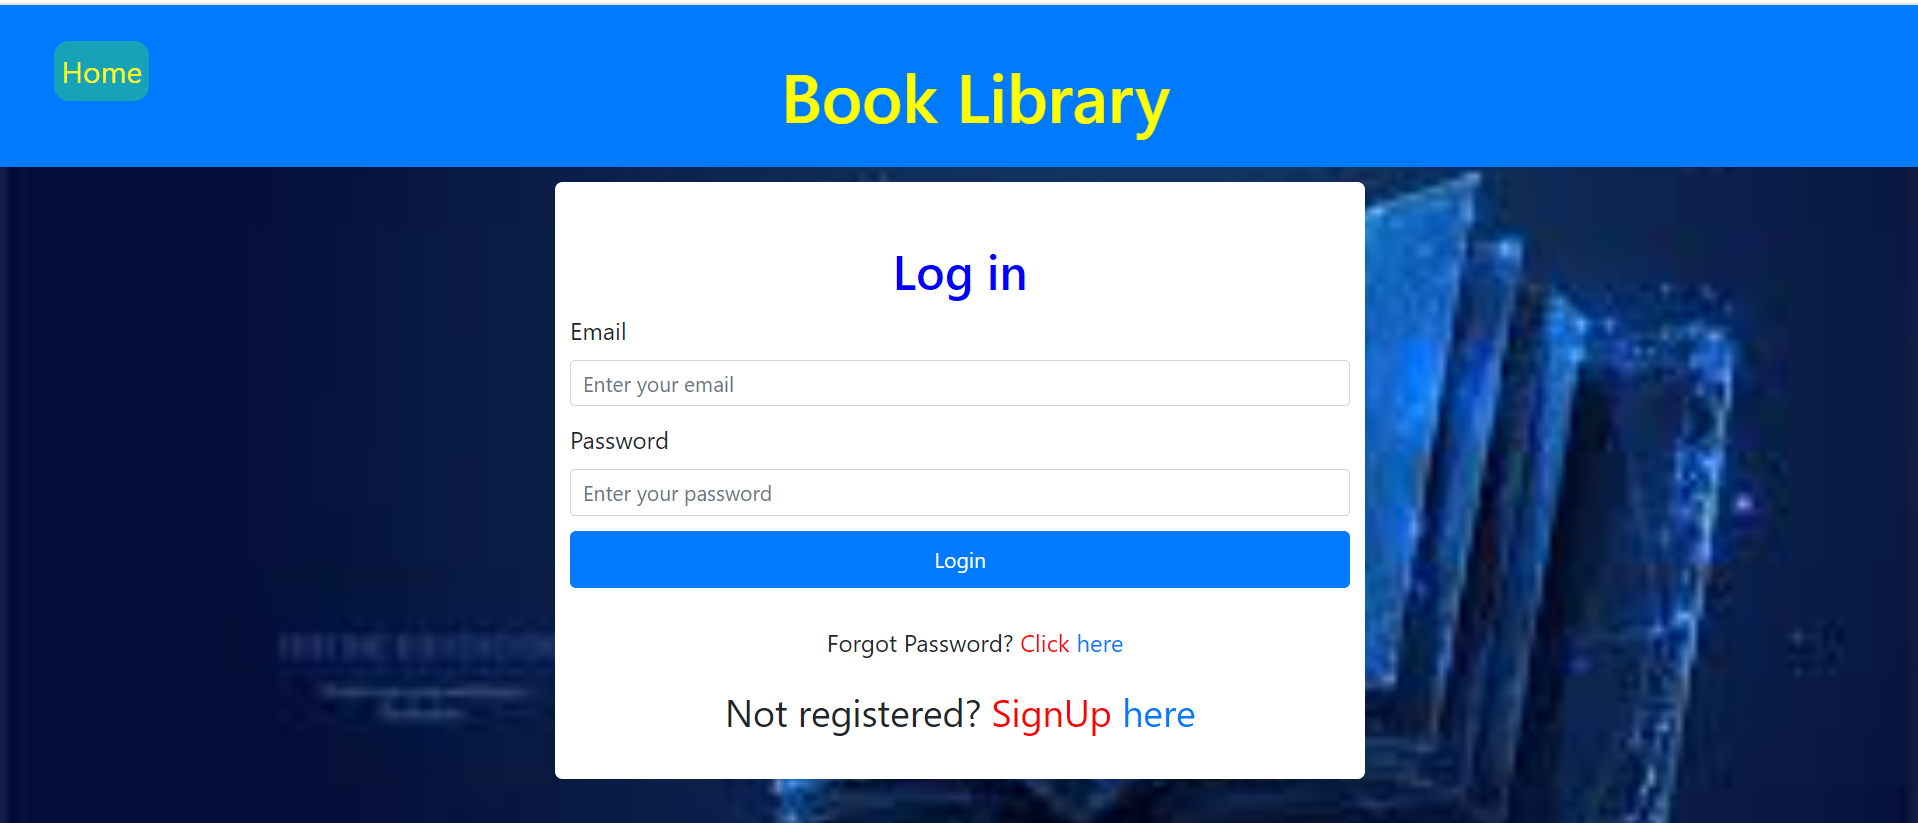 Home
Book Library
Log in
Email
Enter your email
Password
Enter your password
Login
Forgot Password? Click here
Not registered? SignUp here